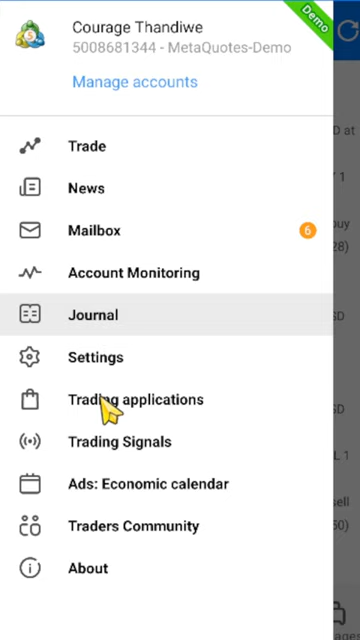 Courage Thandiwe
Demo
5008681344 - MetaQuotes-Demo
Manage accounts
Trade
News
Mailbox
6
Account Monitoring
Journal
Settings
Trading applications
Trading Signals
Ads: Economic calendar
Traders Community
About